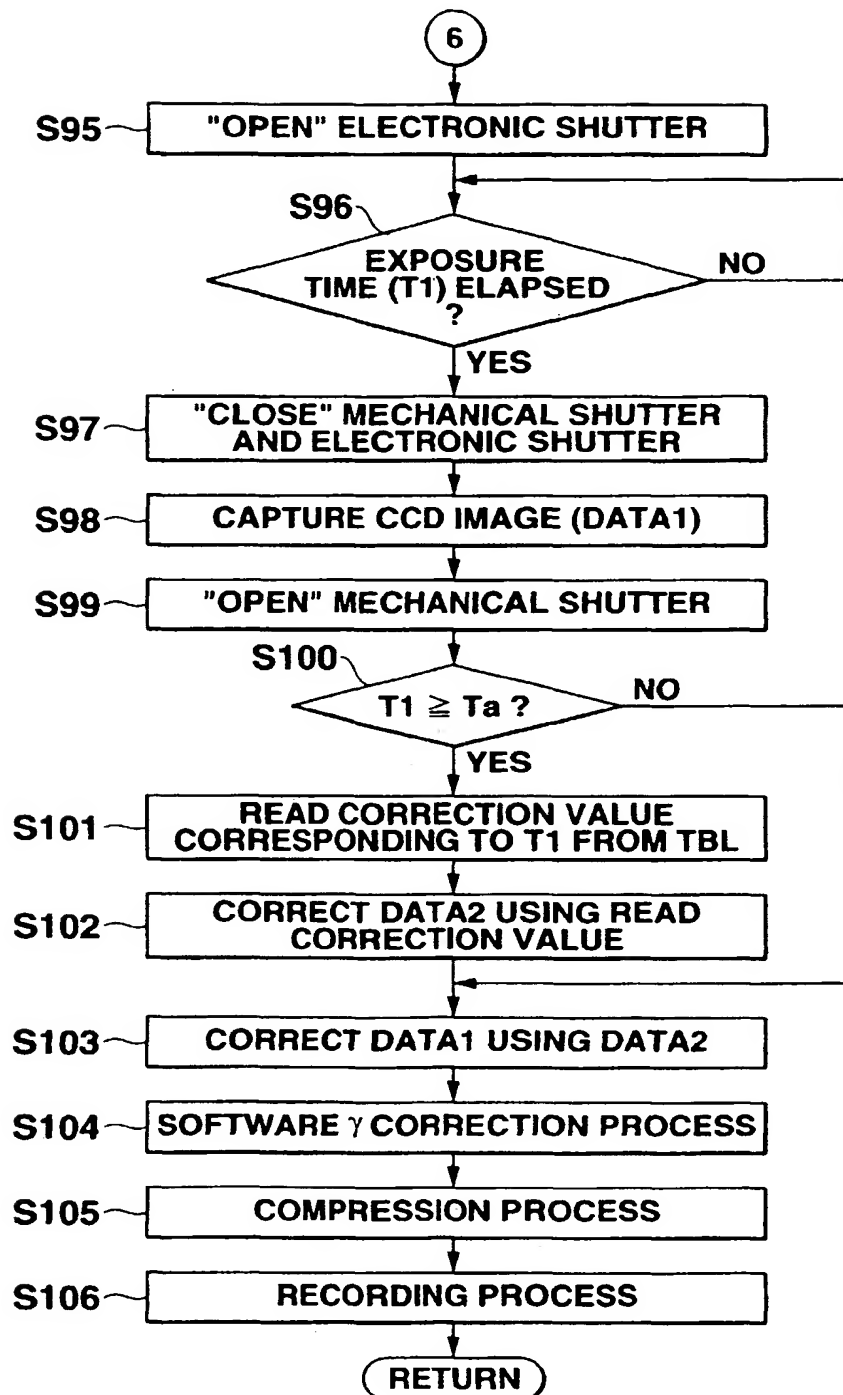 6
S95
"OPEN" ELECTRONIC SHUTTER
S96
EXPOSURE
TIME (T1) ELAPSED
?
NO
YES
S97
"CLOSE" MECHANICAL SHUTTER
AND ELECTRONIC SHUTTER
S98
CAPTURE CCD IMAGE (DATA1)
S99
"OPEN" MECHANICAL SHUTTER
S100
T1 ≧ Ta ?
NO
YES
S101
READ CORRECTION VALUE
CORRESPONDING TO T1 FROM TBL
S102
CORRECT DATA2 USING READ
CORRECTION VALUE
S103
CORRECT DATA1 USING DATA2
S104
SOFTWARE γ CORRECTION PROCESS
S105
COMPRESSION PROCESS
S106
RECORDING PROCESS
RETURN